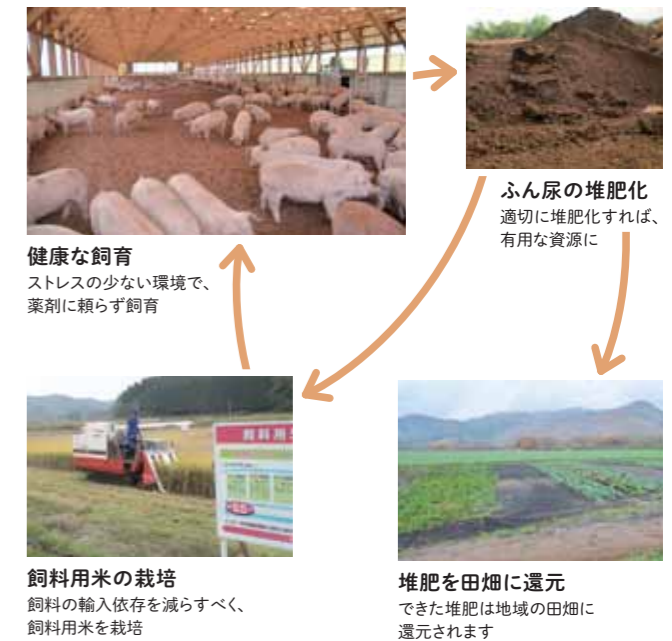 健康な飼育
ストレスの少ない環境で、
薬剤に頼らず飼育
ふん尿の堆肥化
適切に堆肥化すれば、
有用な資源に
飼料用米の栽培
飼料の輸入依存を減らすべく、
飼料用米を栽培
堆肥を田畑に還元
できた堆肥は地域の田畑に
還元されます